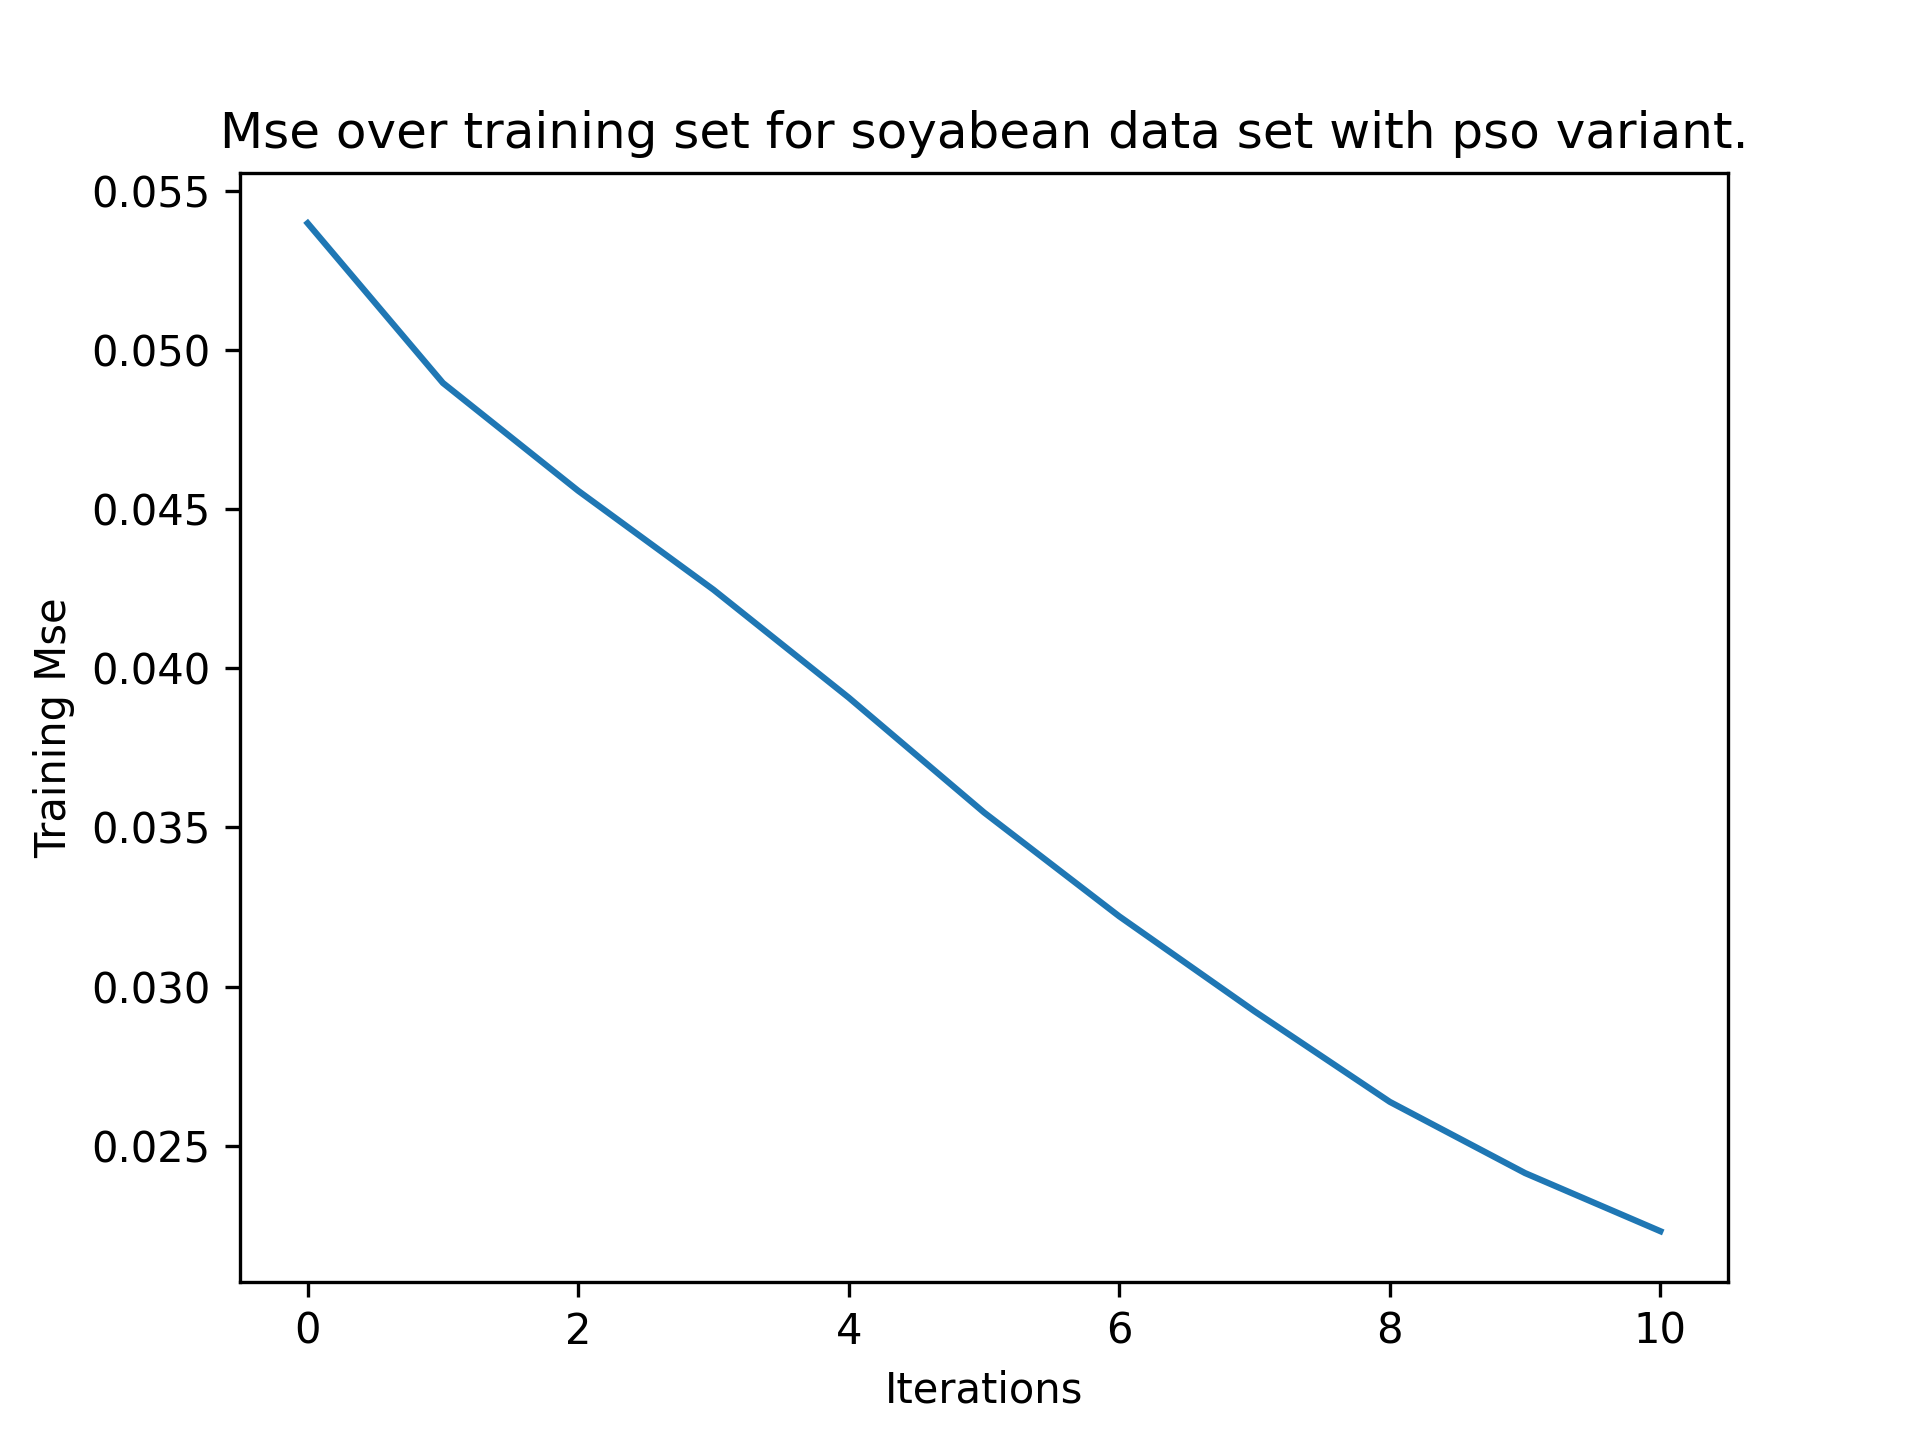 Mse over training set for soyabean data set with pso variant.
0.055
0.050
0.045
0.040
0.035
0.030
0.025
Training Mse
0 2 4 6 8 10
Iterations